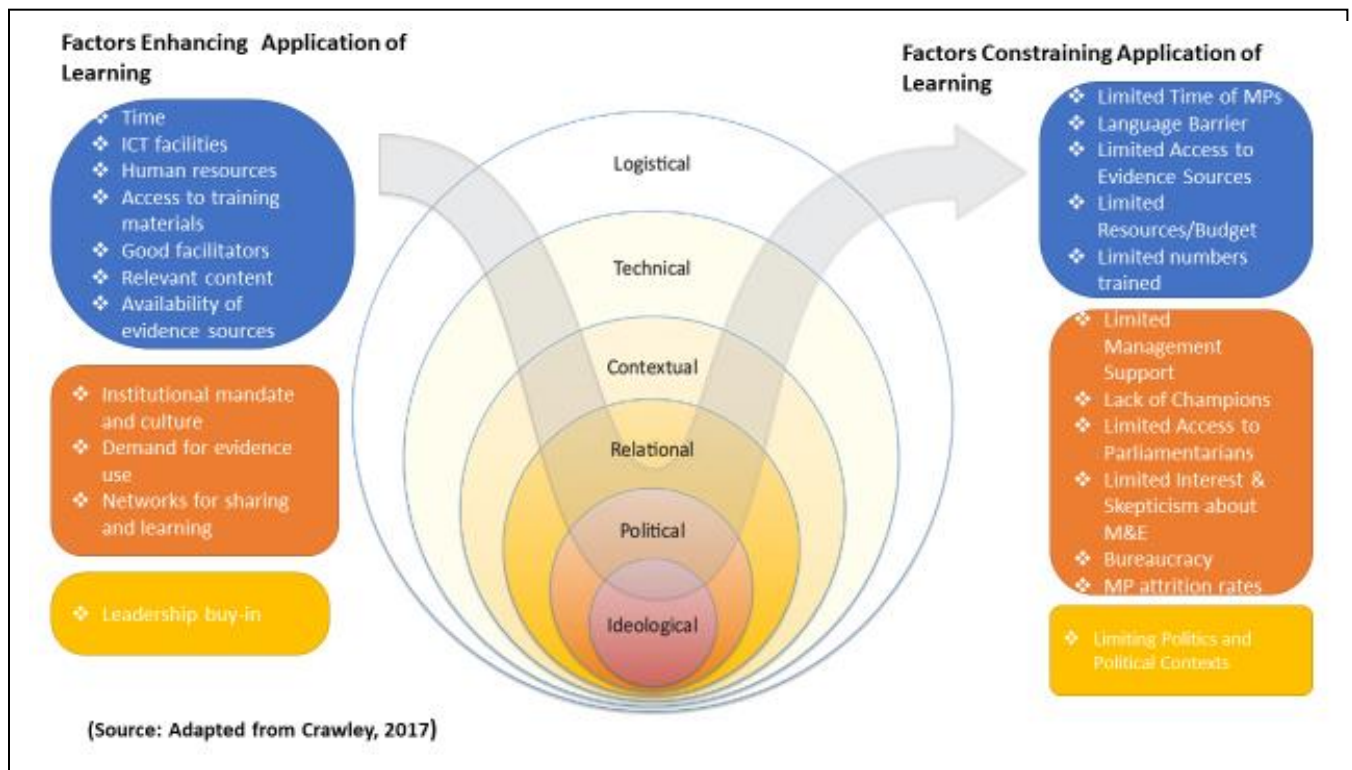 Factors Enhancing Application of
Learning
❖ Time
❖ ICT facilities
❖ Human resources
❖ Access to training
materials
❖ Good facilitators
❖ Relevant content
❖ Availability of
evidence sources
❖ Institutional mandate
and culture
❖ Demand for evidence
use
❖ Networks for sharing
and learning
❖ Leadership buy-in
Logistical
Technical
Contextual
Relational
Political
Ideological
Factors Constraining Application of
Learning
❖ Limited Time of MPs
❖ Language Barrier
❖ Limited Access to
Evidence Sources
❖ Limited
Resources/Budget
❖ Limited numbers
trained
❖ Limited
Management
Support
❖ Lack of Champions
❖ Limited Access to
Parliamentarians
❖ Limited Interest &
Skepticism about
M&E
❖ Bureaucracy
❖ MP attrition rates
❖ Limiting Politics and
Political Contexts
(Source: Adapted from Crawley, 2017)